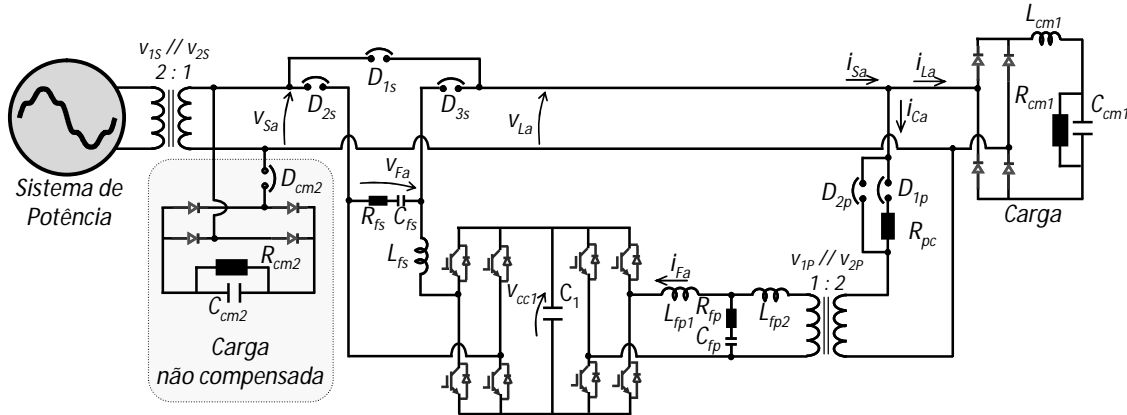 v1S // v2S
2 : 1
D1s
D2s
D3s
vSa
vLa
iSa
iLa
iCa
Lcm1
Rcm1
Ccm1
Carga
Sistema de
Potência
Dcm2
Rcm2
Ccm2
Carga
não compensada
vFa
Rfs
Cfs
Lfs
vcc1
C1
iFa
Lfp1
Rfp
Cfp
Lfp2
D2p
D1p
Rpc
v1P // v2P
1 : 2